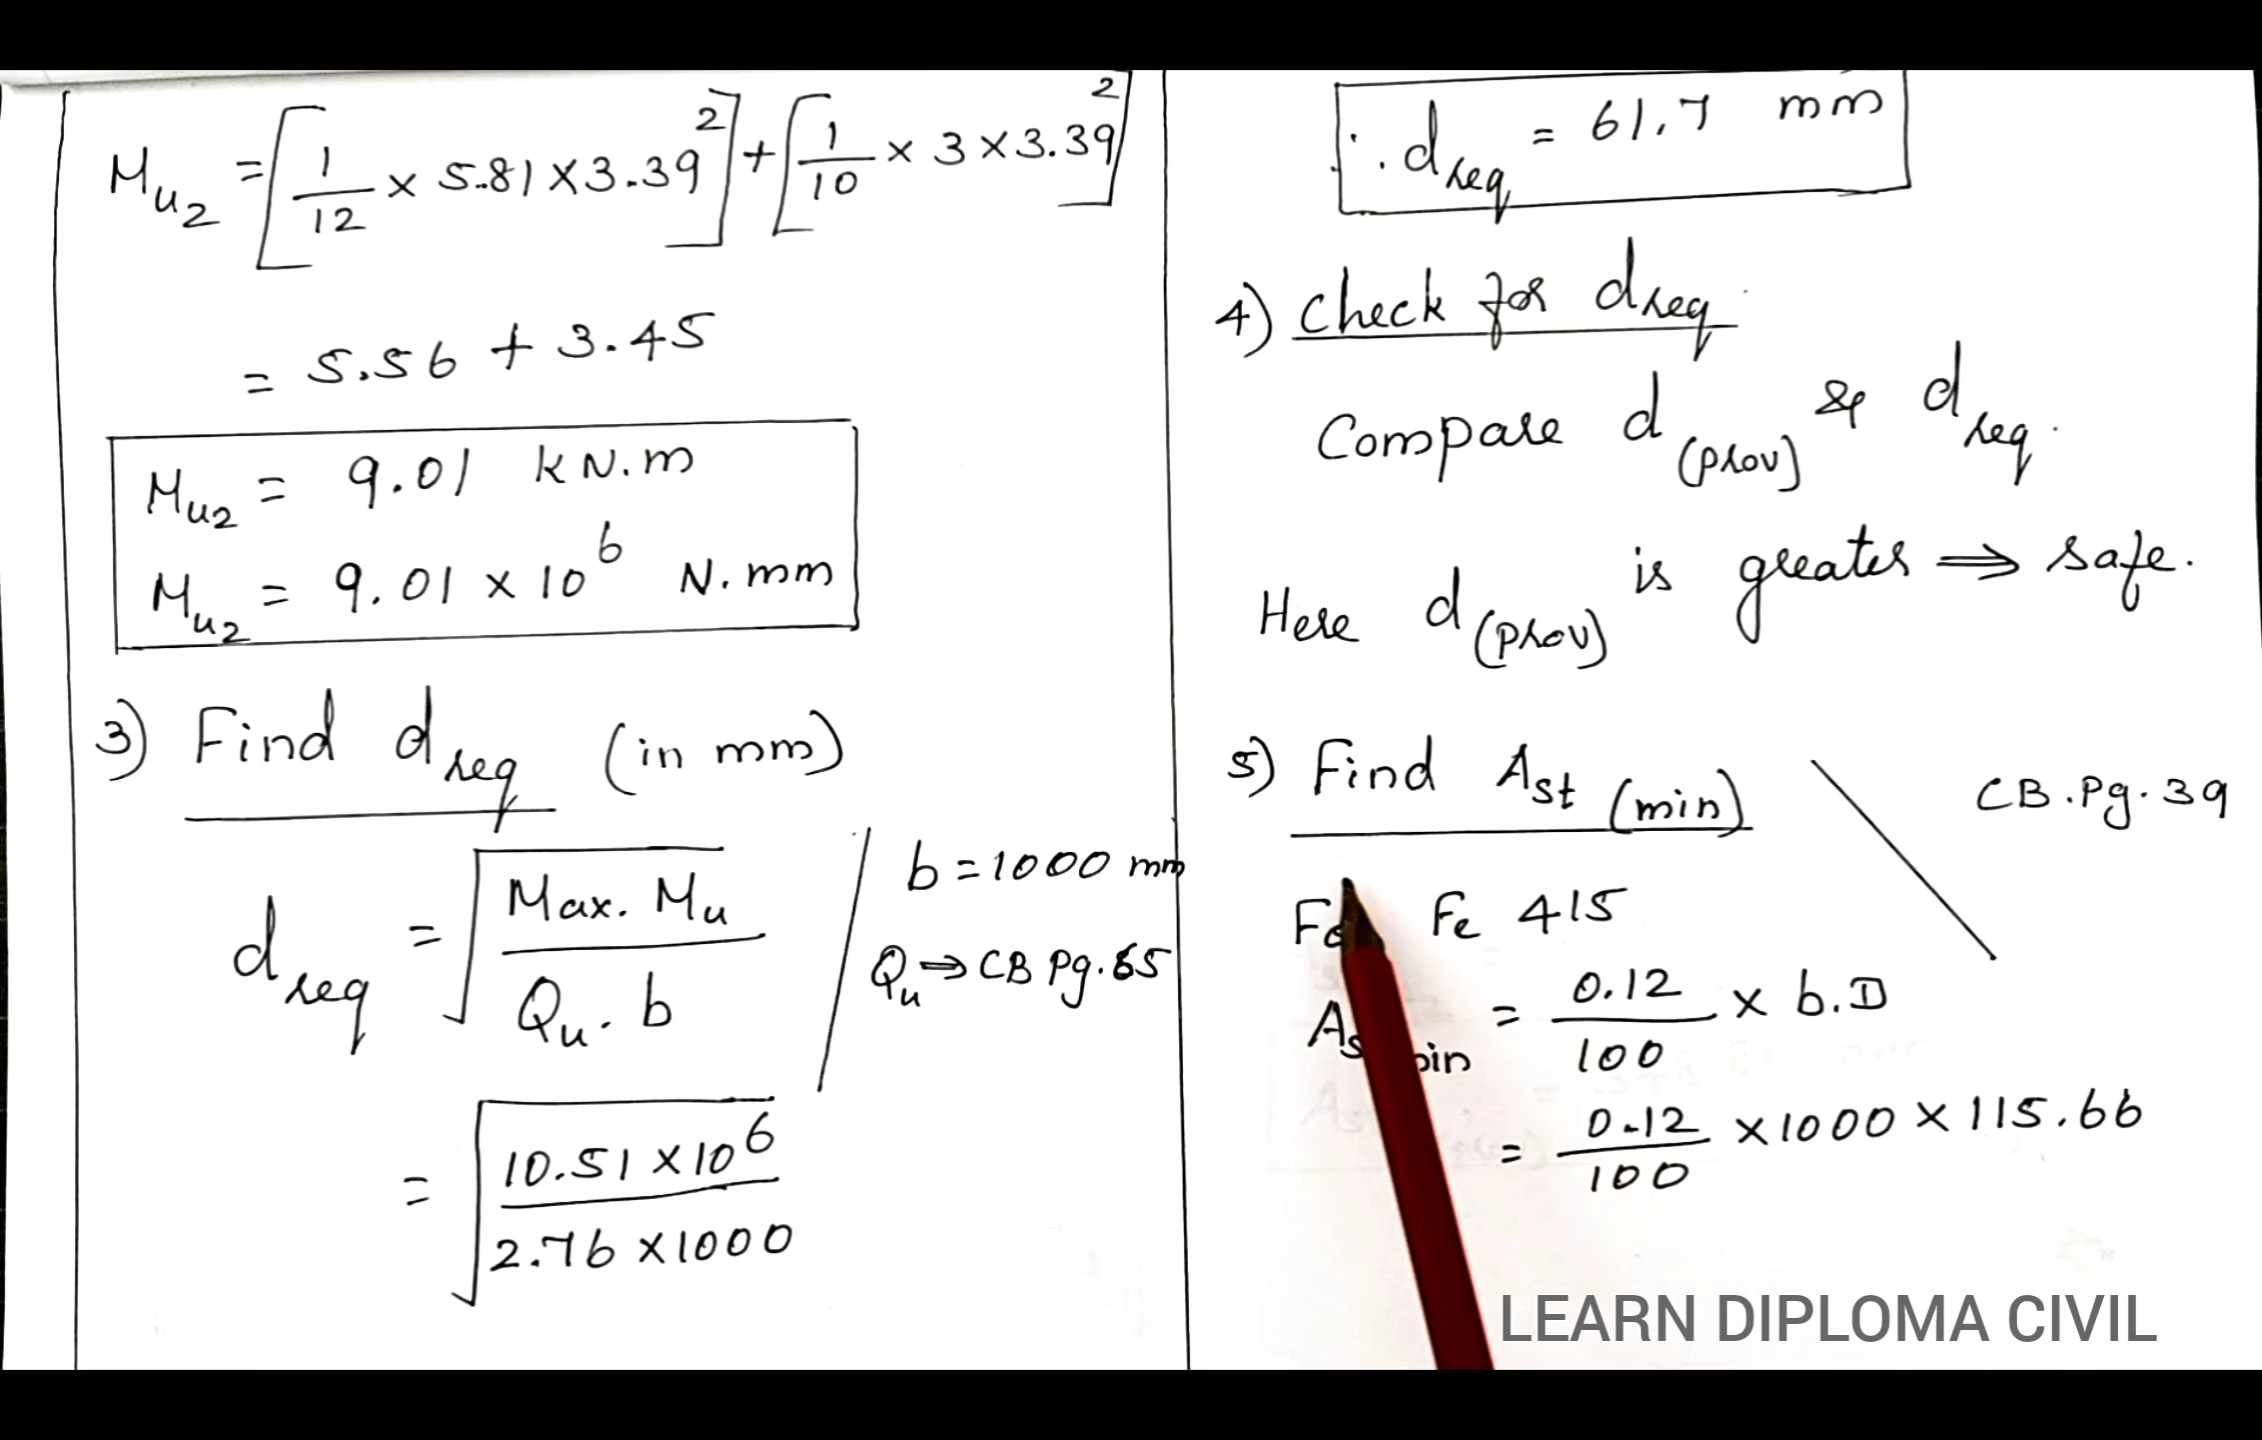 Mu2 = [1/12 × 5.81 × 3.39²] + [1/10 × 3 × 3.39²]
= 5.56 + 3.45
Mu2 = 9.01 kN.m
Mu2 = 9.01 × 10⁶ N.mm
3) Find dreq (in mm)
dreq = √(Max. Mu / Qu. b)
b = 1000 mm
Qu ⇒ CB Pg. 65
= √(10.51 × 10⁶ / 2.76 × 1000)
∴ dreq = 61.7 mm
4) Check for dreq.
Compare d(prov) & dreq.
Here d(prov) is greater ⇒ safe.
5) Find Ast (min)
CB. Pg. 39
Fe 415
= 0.12/100 × b.D
= 0.12/100 × 1000 × 115.66
LEARN DIPLOMA CIVIL